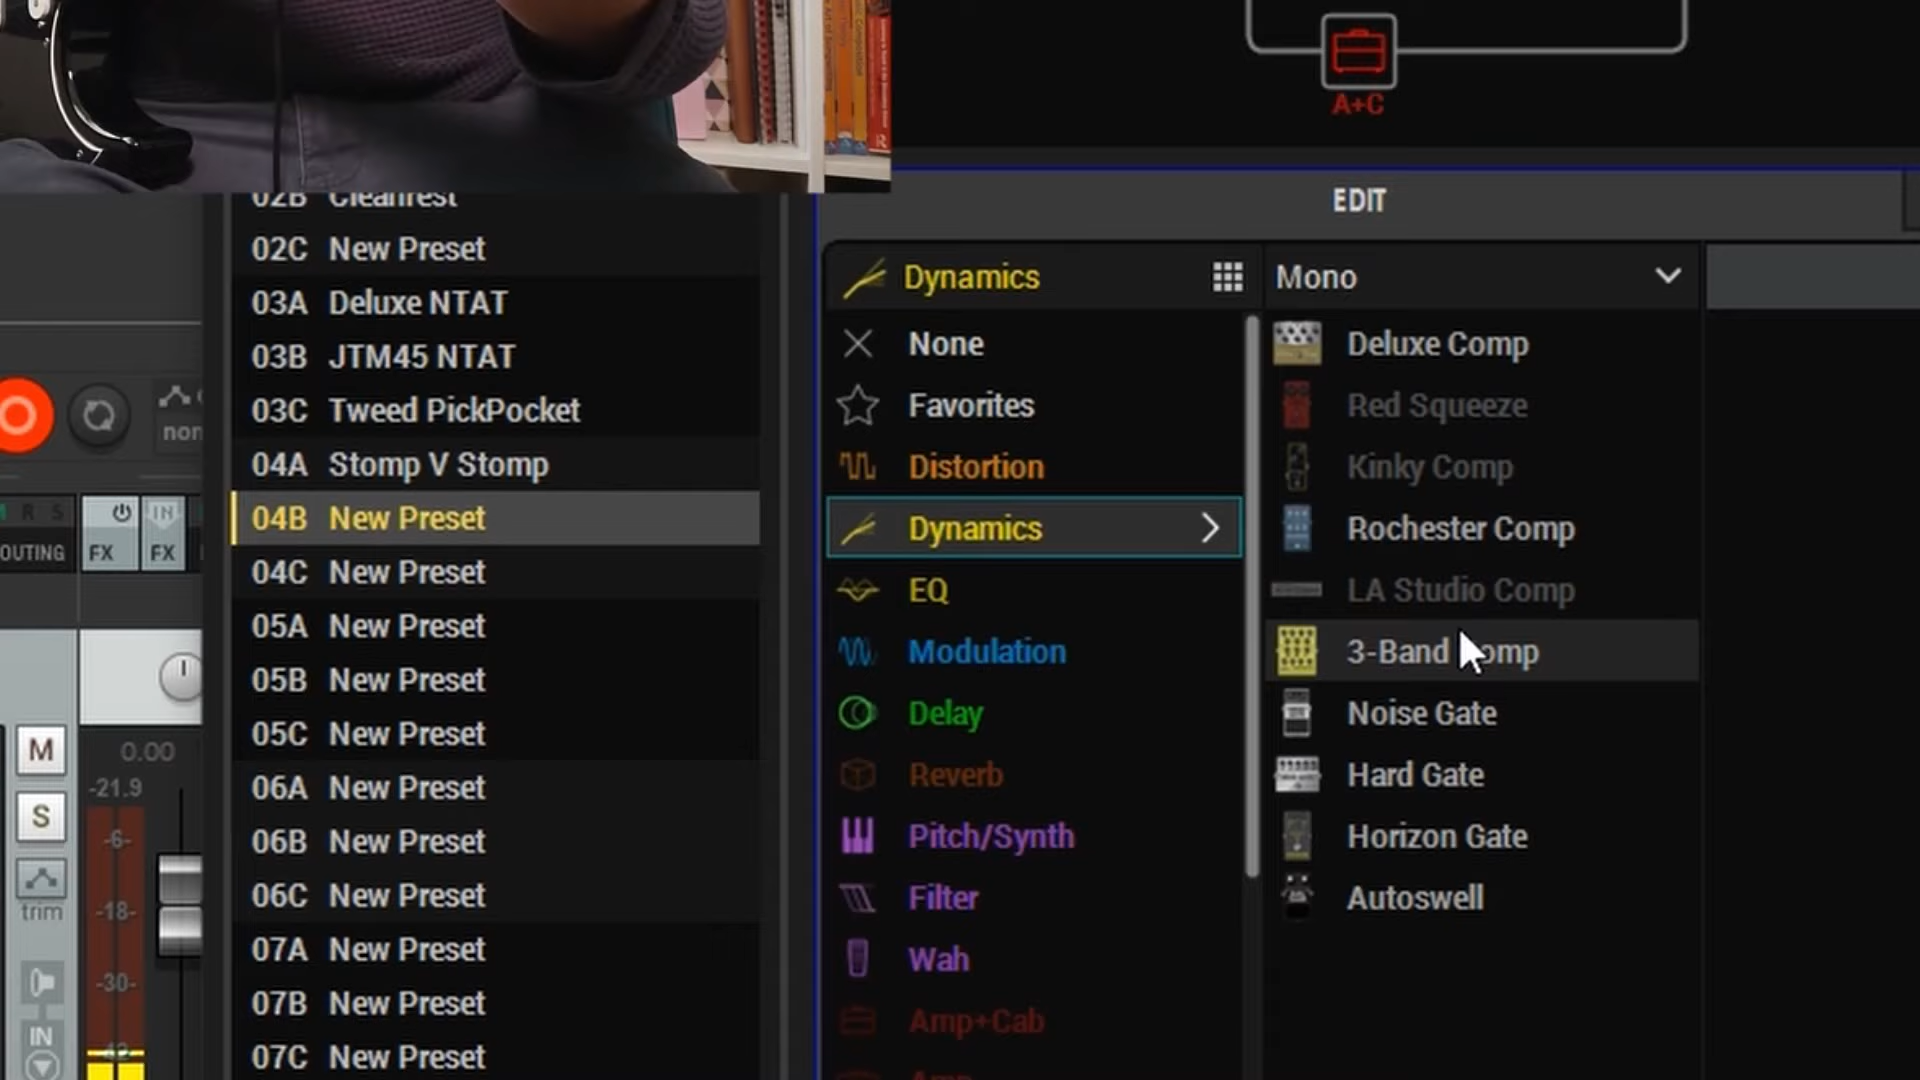 A+C
EDIT
02B Cleanrest
02C New Preset
03A Deluxe NTAT
03B JTM45 NTAT
03C Tweed PickPocket
04A Stomp V Stomp
04B New Preset
04C New Preset
05A New Preset
05B New Preset
05C New Preset
06A New Preset
06B New Preset
06C New Preset
07A New Preset
07B New Preset
07C New Preset
Dynamics
None
Favorites
Distortion
Dynamics
EQ
Modulation
Delay
Reverb
Pitch/Synth
Filter
Wah
Amp+Cab
Mono
Deluxe Comp
Red Squeeze
Kinky Comp
Rochester Comp
LA Studio Comp
3-Band Comp
Noise Gate
Hard Gate
Horizon Gate
Autoswell
R S
IN
FX
FX
M
0.00
-21.9
S
-6-
trim
-18-
-30-
IN